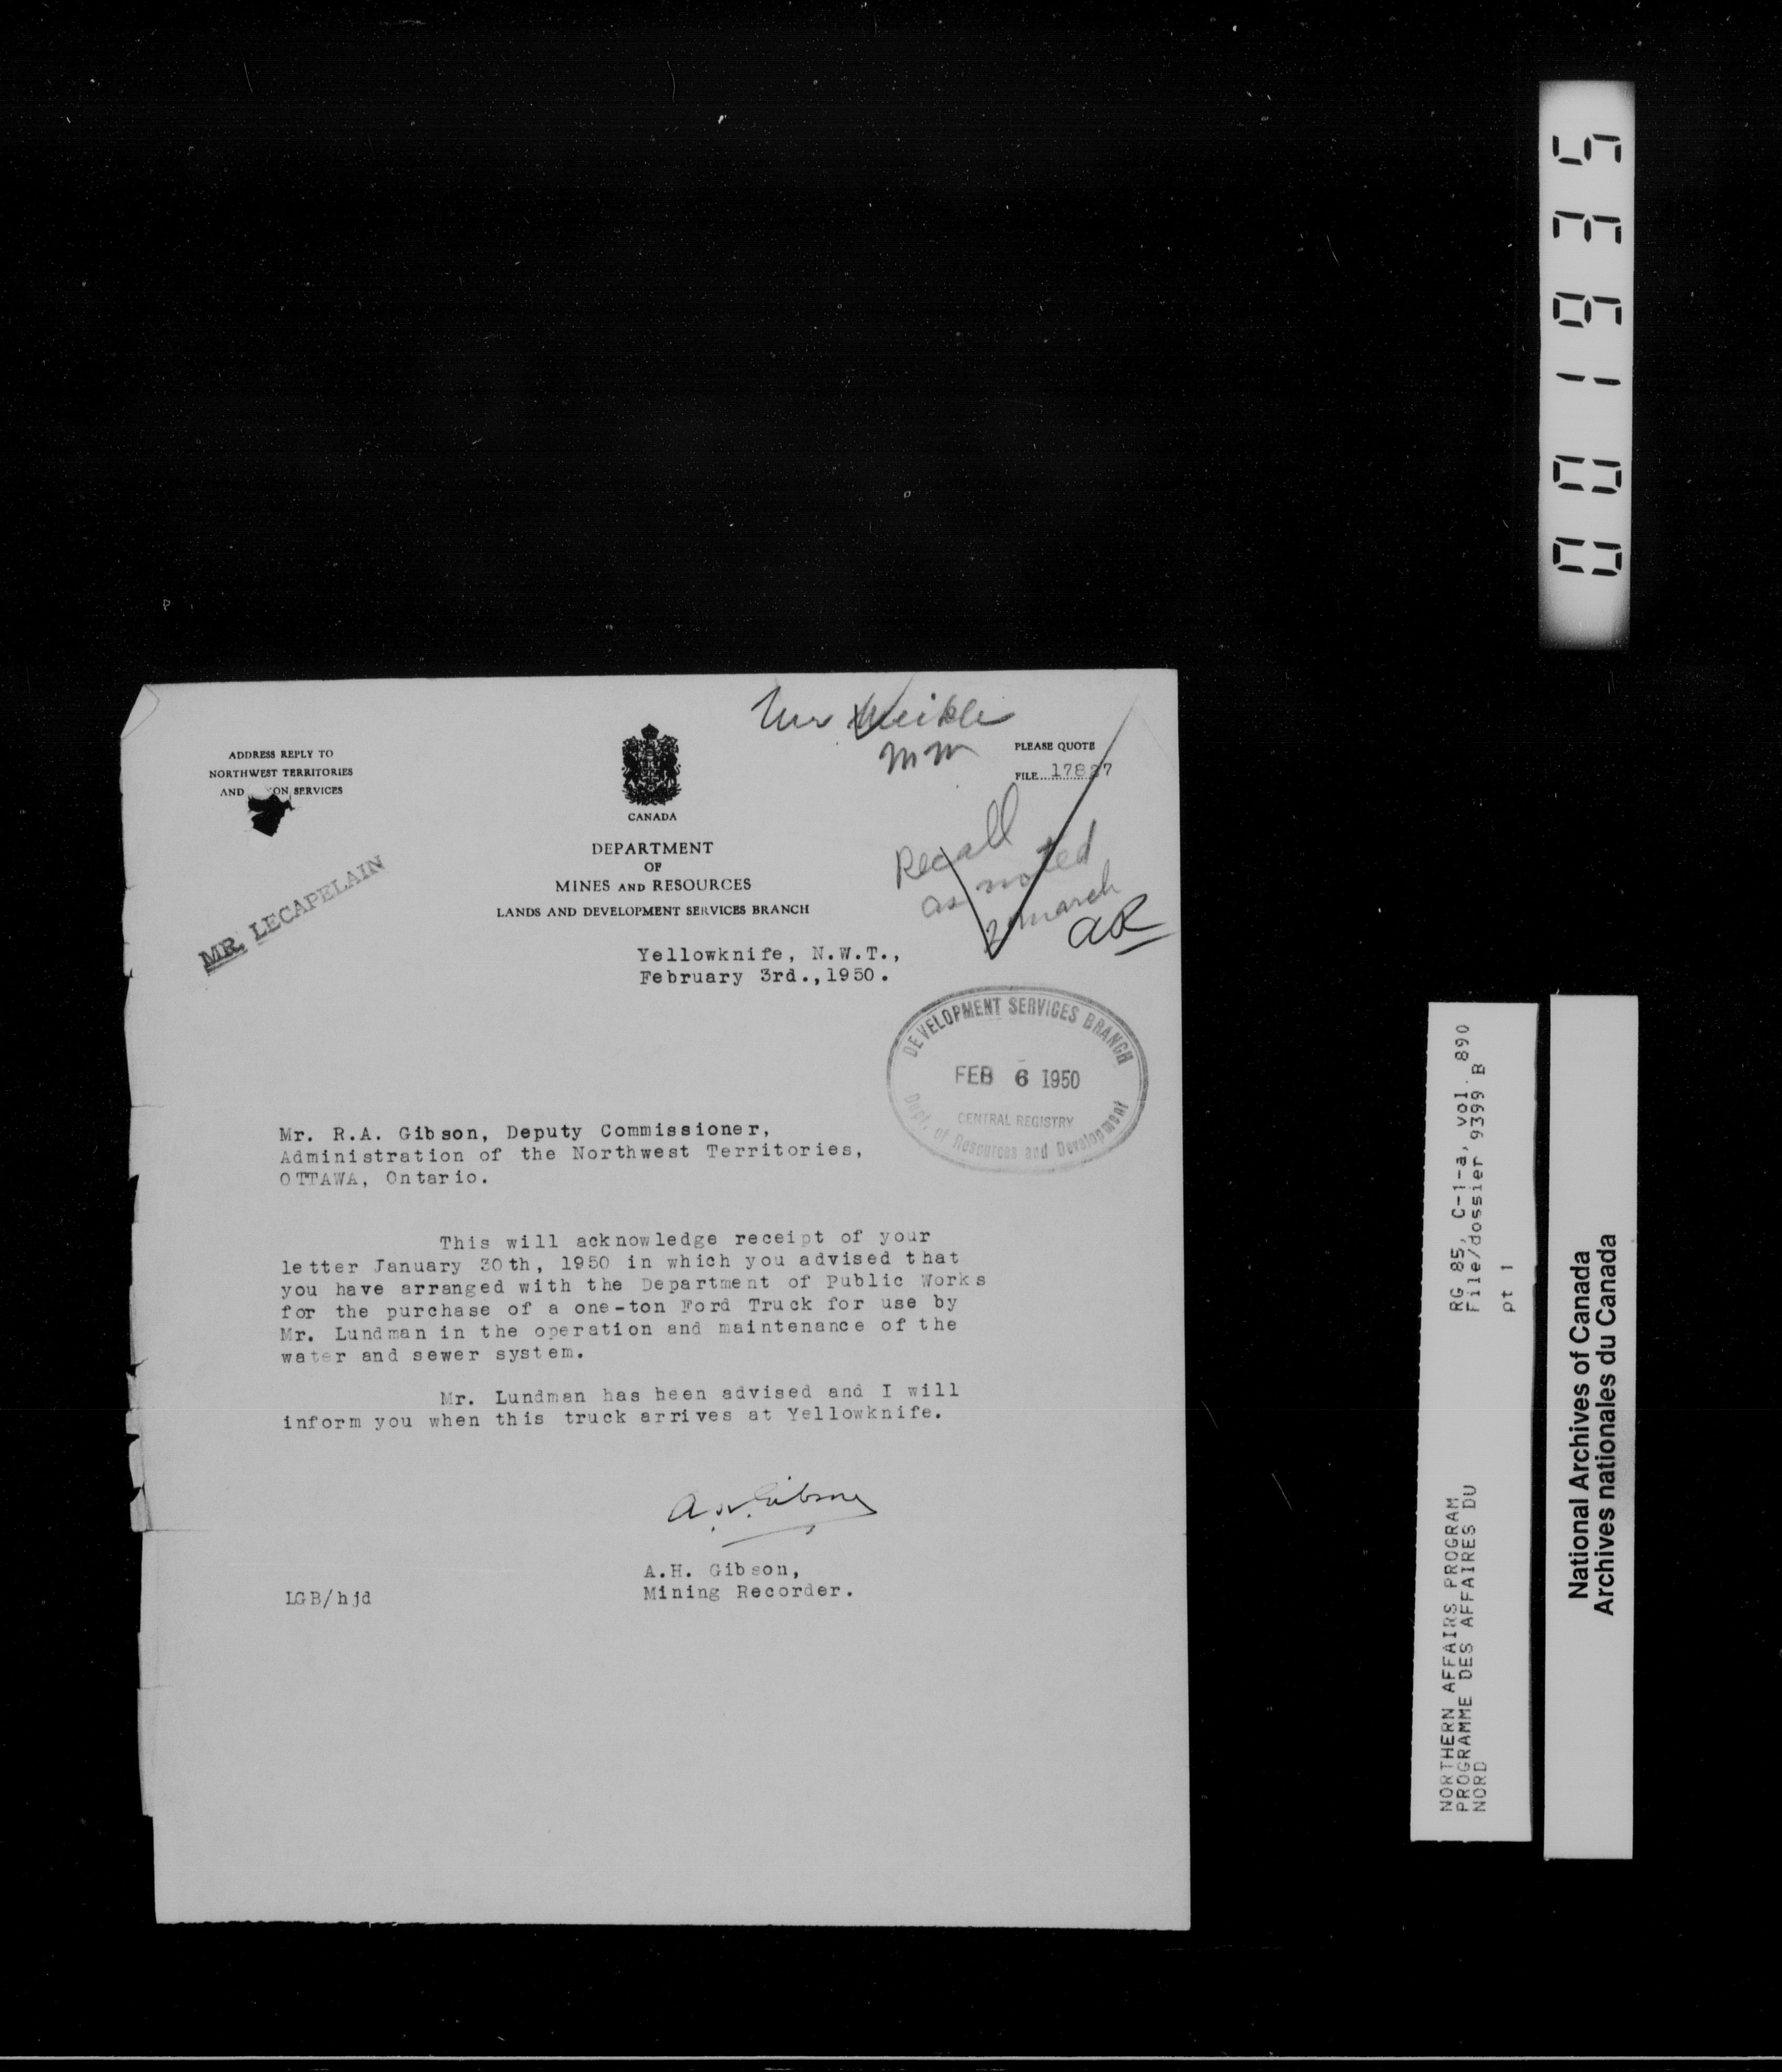 Mr Meikle
mm
ADDRESS REPLY TO
NORTHWEST TERRITORIES
AND SERVICES
CANADA
PLEASE QUOTE
FILE 17887
DEPARTMENT
OF
MINES AND RESOURCES
LANDS AND DEVELOPMENT SERVICES BRANCH
MR. LECAPELAIN
Recall
as noted
march
AR
Yellowknife, N.W.T.,
February 3rd.,1950.
DEVELOPMENT SERVICES BRANCH
FEB 6 1950
CENTRAL REGISTRY
Dept. of Resources and Development
Mr. R.A. Gibson, Deputy Commissioner,
Administration of the Northwest Territories,
OTTAWA, Ontario.
This will acknowledge receipt of your
letter January 30th, 1950 in which you advised that
you have arranged with the Department of Public Works
for the purchase of a one-ton Ford Truck for use by
Mr. Lundman in the operation and maintenance of the
water and sewer system.
Mr. Lundman has been advised and I will
inform you when this truck arrives at Yellowknife.
A.H. Gibson
A.H. Gibson,
Mining Recorder.
LGB/hjd
001935
RG 85, C-1-a, vol. 890
File/dossier 9399 B
pt 1
NORTHERN AFFAIRS PROGRAM
PROGRAMME DES AFFAIRES DU
NORD
National Archives of Canada
Archives nationales du Canada